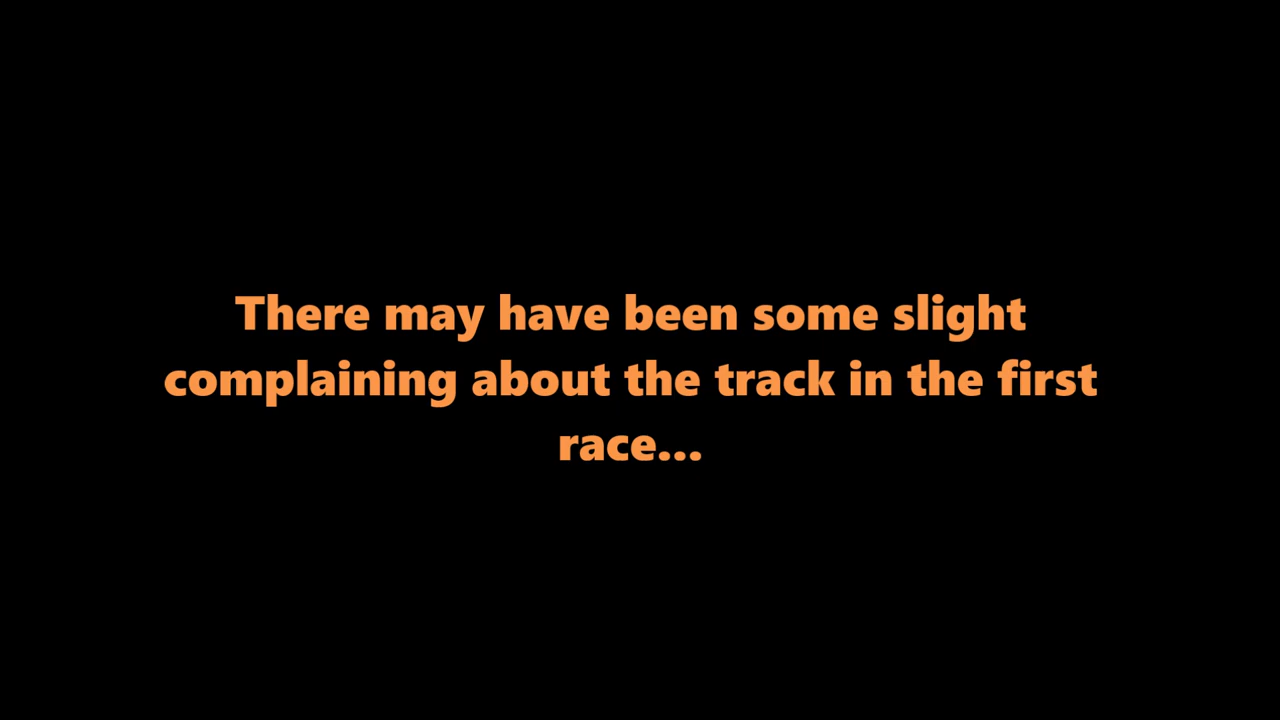 There may have been some slight
complaining about the track in the first
race...